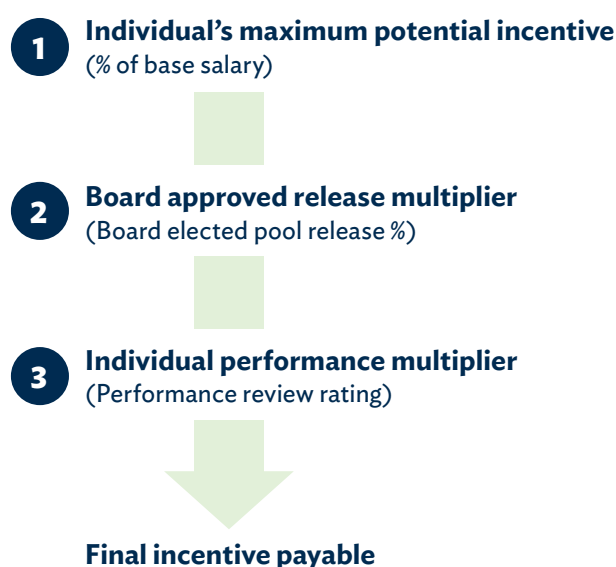 1
Individual’s maximum potential incentive
(% of base salary)
2
Board approved release multiplier
(Board elected pool release %)
3
Individual performance multiplier
(Performance review rating)
Final incentive payable